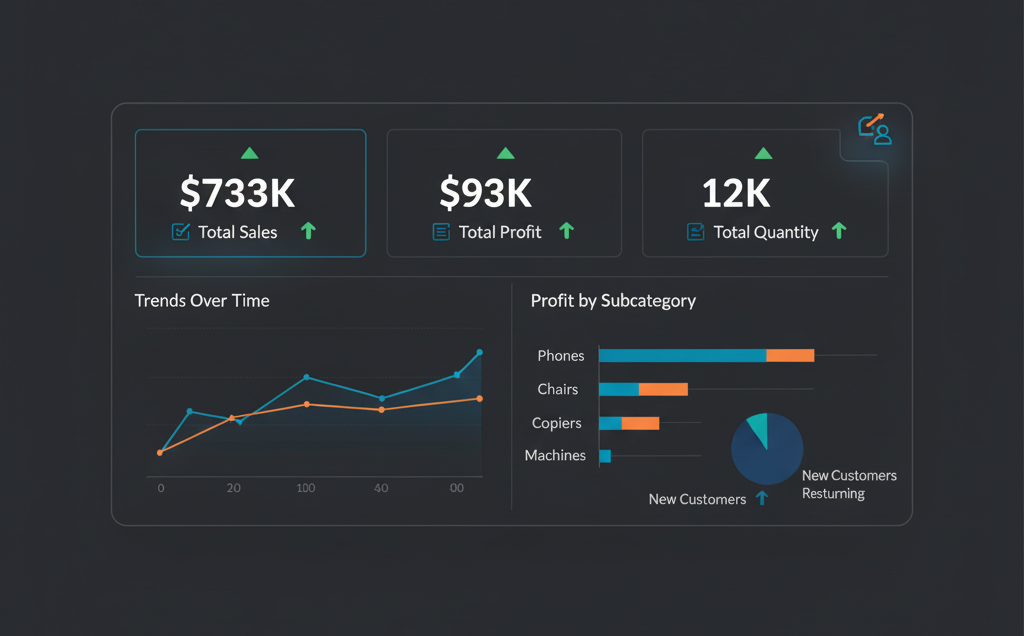 $733K
Total Sales
$93K
Total Profit
12K
Total Quantity
Trends Over Time
0
20
100
40
00
Profit by Subcategory
Phones
Chairs
Copiers
Machines
New Customers
New Customers
Resturning